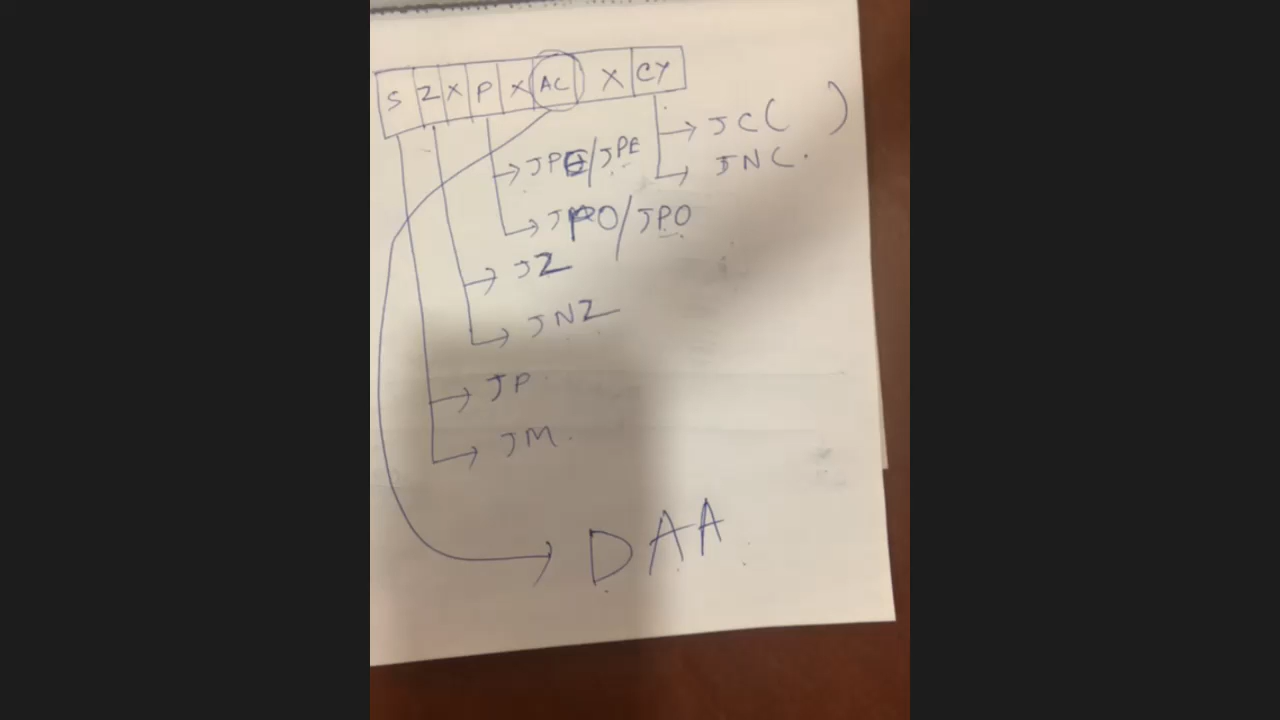 S Z X P X AC X CY
JC( )
JPE/JPE
JNC.
JPO/JPO
JZ
JNZ
JP
JM.
DAA